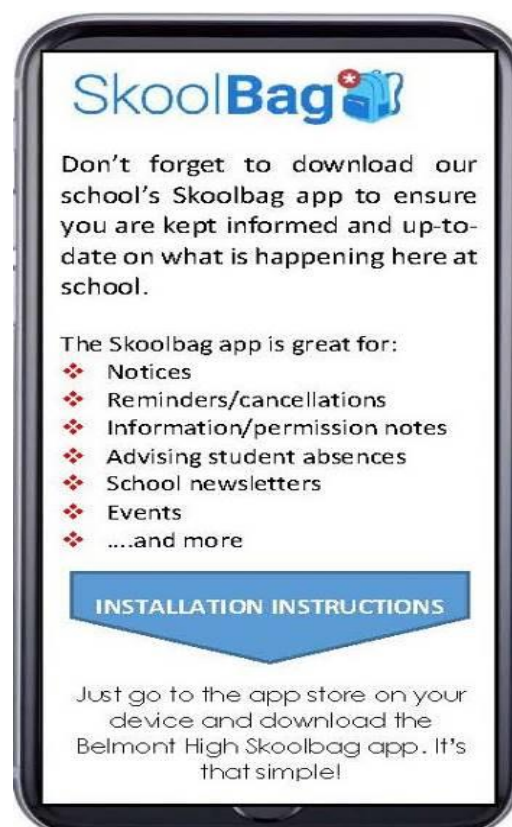 SkoolBag
Don't forget to download our
school's Skoolbag app to ensure
you are kept informed and up-to-
date on what is happening here at
school.
The Skoolbag app is great for:
❖ Notices
❖ Reminders/cancellations
❖ Information/permission notes
❖ Advising student absences
❖ School newsletters
❖ Events
❖ ....and more
INSTALLATION INSTRUCTIONS
Just go to the app store on your
device and download the
Belmont High Skoolbag app. It's
that simple!